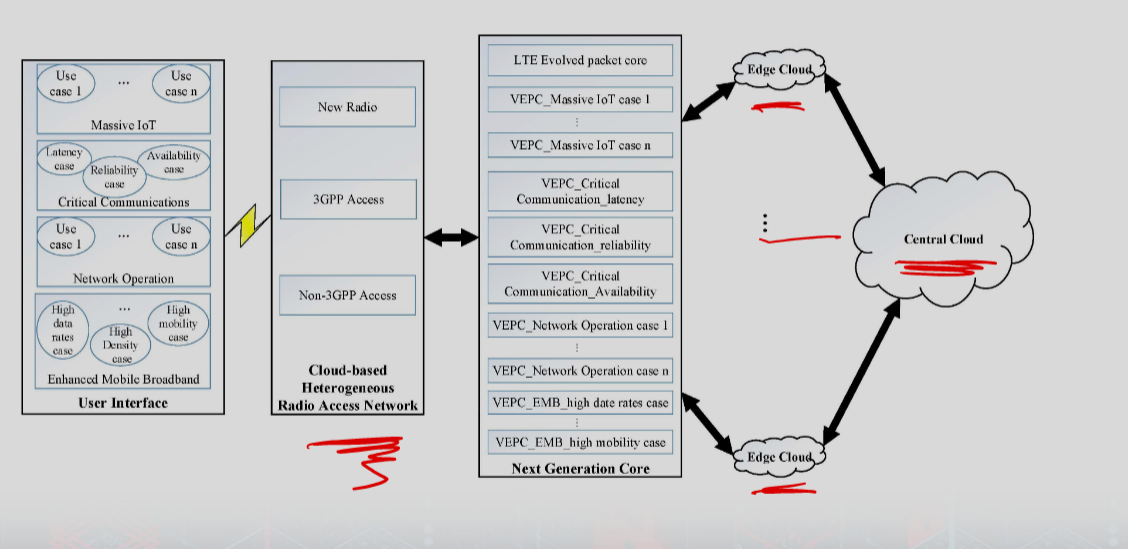 Use
case 1
...
Use
case n
Massive IoT
Latency
case
Reliability
case
Availability
case
Critical Communications
Use
case 1
...
Use
case n
Network Operation
High
data
rates
case
...
High
Density
case
High
mobility
case
Enhanced Mobile Broadband
User Interface
New Radio
3GPP Access
Non-3GPP Access
Cloud-based
Heterogeneous
Radio Access Network
LTE Evolved packet core
VEPC_Massive IoT case 1
⋮
VEPC_Massive IoT case n
VEPC_Critical
Communication_latency
VEPC_Critical
Communication_reliability
VEPC_Critical
Communication_Availability
VEPC_Network Operation case 1
⋮
VEPC_Network Operation case n
VEPC_EMB_high date rates case
⋮
VEPC_EMB_high mobility case
Next Generation Core
Edge Cloud
⋮
Edge Cloud
Central Cloud